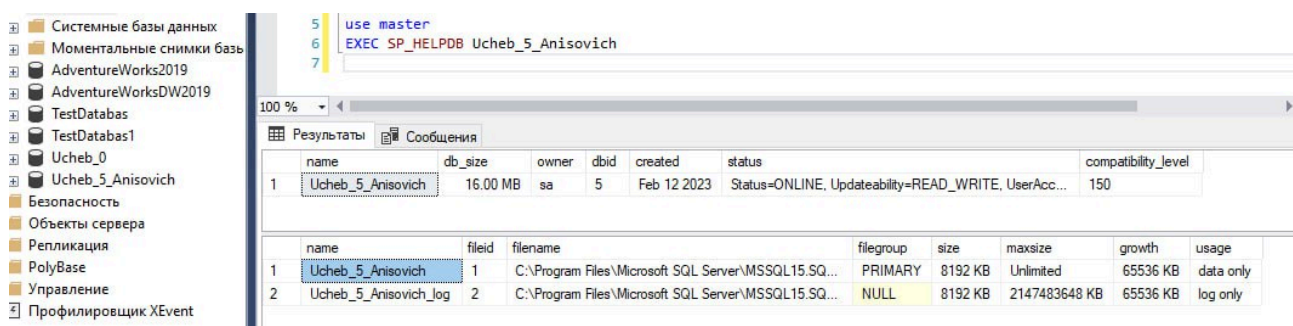 Системные базы данных
Моментальные снимки базь
AdventureWorks2019
AdventureWorksDW2019
TestDatabas
TestDatabas1
Ucheb_0
Ucheb_5_Anisovich
Безопасность
Объекты сервера
Репликация
PolyBase
Управление
Профилировщик XEvent
5 use master
6 EXEC SP_HELPDB Ucheb_5_Anisovich
7
100 %
Результаты Сообщения
name db_size owner dbid created status compatibility_level
1 Ucheb_5_Anisovich 16.00 MB sa 5 Feb 12 2023 Status=ONLINE, Updateability=READ_WRITE, UserAcc... 150
name fileid filename filegroup size maxsize growth usage
1 Ucheb_5_Anisovich 1 C:\Program Files\Microsoft SQL Server\MSSQL15.SQ... PRIMARY 8192 KB Unlimited 65536 KB data only
2 Ucheb_5_Anisovich_log 2 C:\Program Files\Microsoft SQL Server\MSSQL15.SQ... NULL 8192 KB 2147483648 KB 65536 KB log only